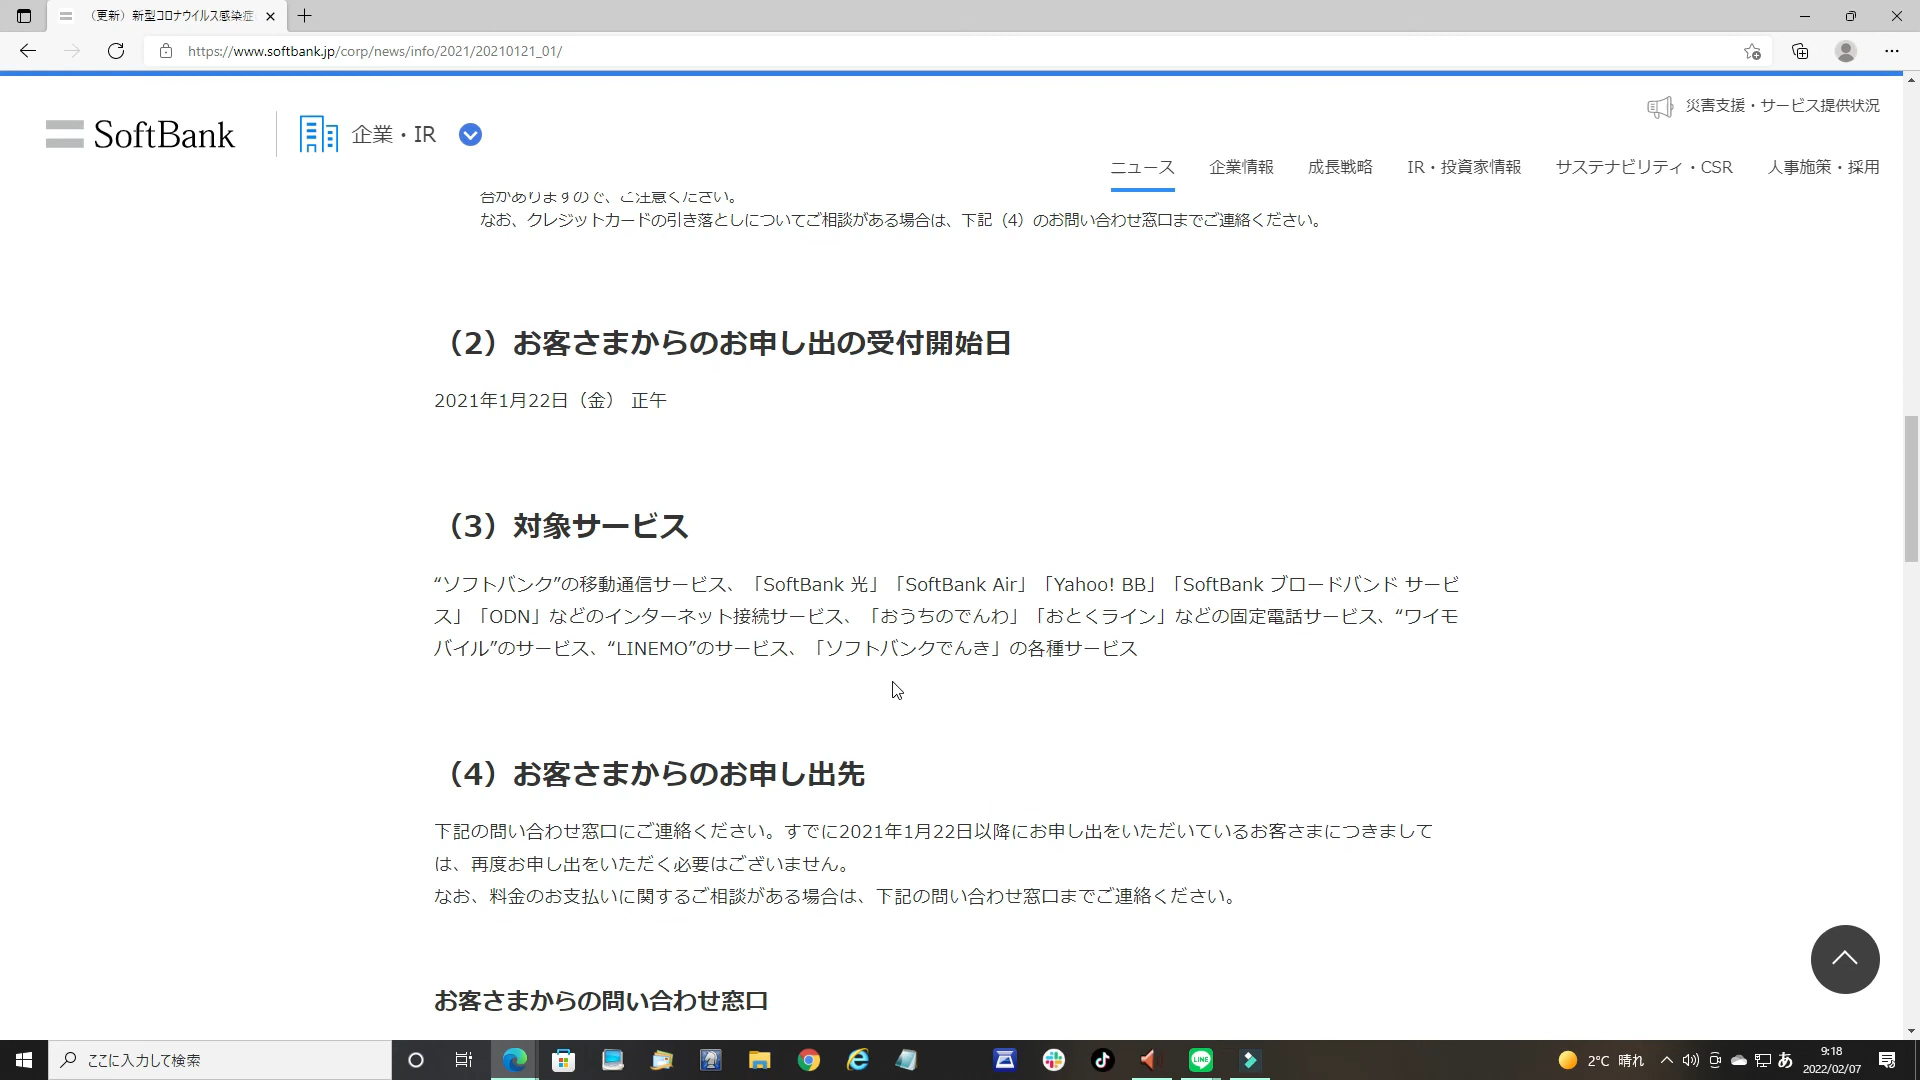 （更新）新型コロナウイルス感染症
https://www.softbank.jp/corp/news/info/2021/20210121_01/
災害支援・サービス提供状況
SoftBank
企業・IR
ニュース 企業情報 成長戦略 IR・投資家情報 サステナビリティ・CSR 人事施策・採用
合がありますので、ご注意ください。
なお、クレジットカードの引き落としについてご相談がある場合は、下記（4）のお問い合わせ窓口までご連絡ください。
（2）お客さまからのお申し出の受付開始日
2021年1月22日（金） 正午
（3）対象サービス
“ソフトバンク”の移動通信サービス、「SoftBank 光」「SoftBank Air」「Yahoo! BB」「SoftBank ブロードバンド サービ
ス」「ODN」などのインターネット接続サービス、「おうちのでんわ」「おとくライン」などの固定電話サービス、“ワイモ
バイル”のサービス、“LINEMO”のサービス、「ソフトバンクでんき」の各種サービス
（4）お客さまからのお申し出先
下記の問い合わせ窓口にご連絡ください。すでに2021年1月22日以降にお申し出をいただいているお客さまにつきまして
は、再度お申し出をいただく必要はございません。
なお、料金のお支払いに関するご相談がある場合は、下記の問い合わせ窓口までご連絡ください。
お客さまからの問い合わせ窓口
ここに入力して検索
LINE
2°C 晴れ
あ
9:18
2022/02/07